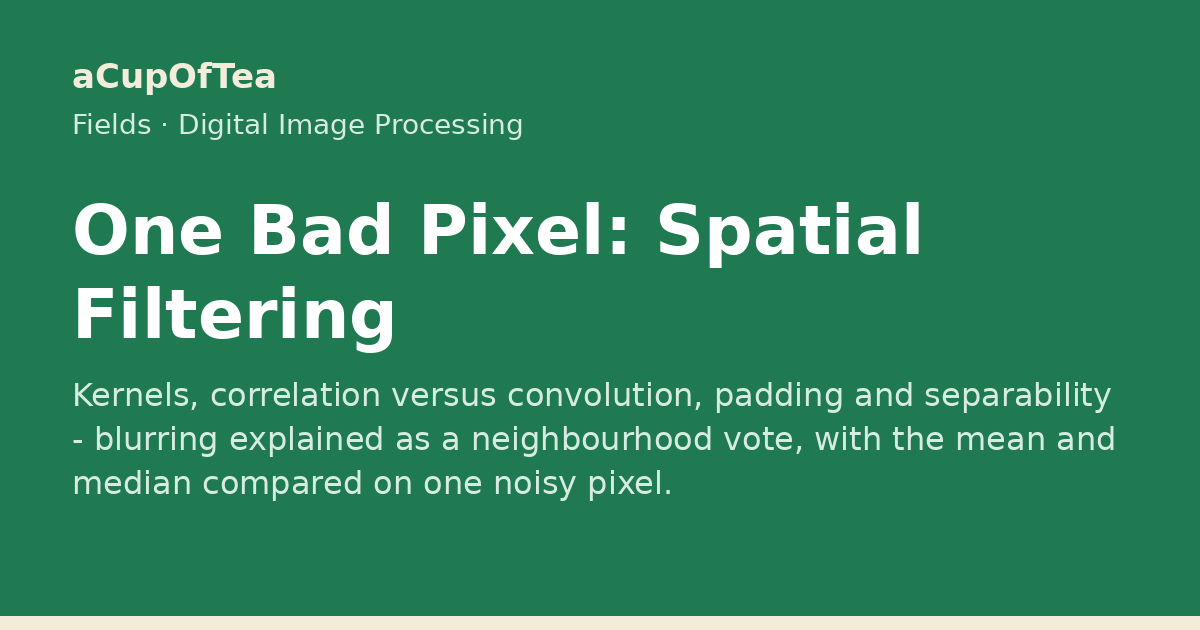 aCupOfTea
Fields · Digital Image Processing
One Bad Pixel: Spatial
Filtering
Kernels, correlation versus convolution, padding and separability
- blurring explained as a neighbourhood vote, with the mean and
median compared on one noisy pixel.